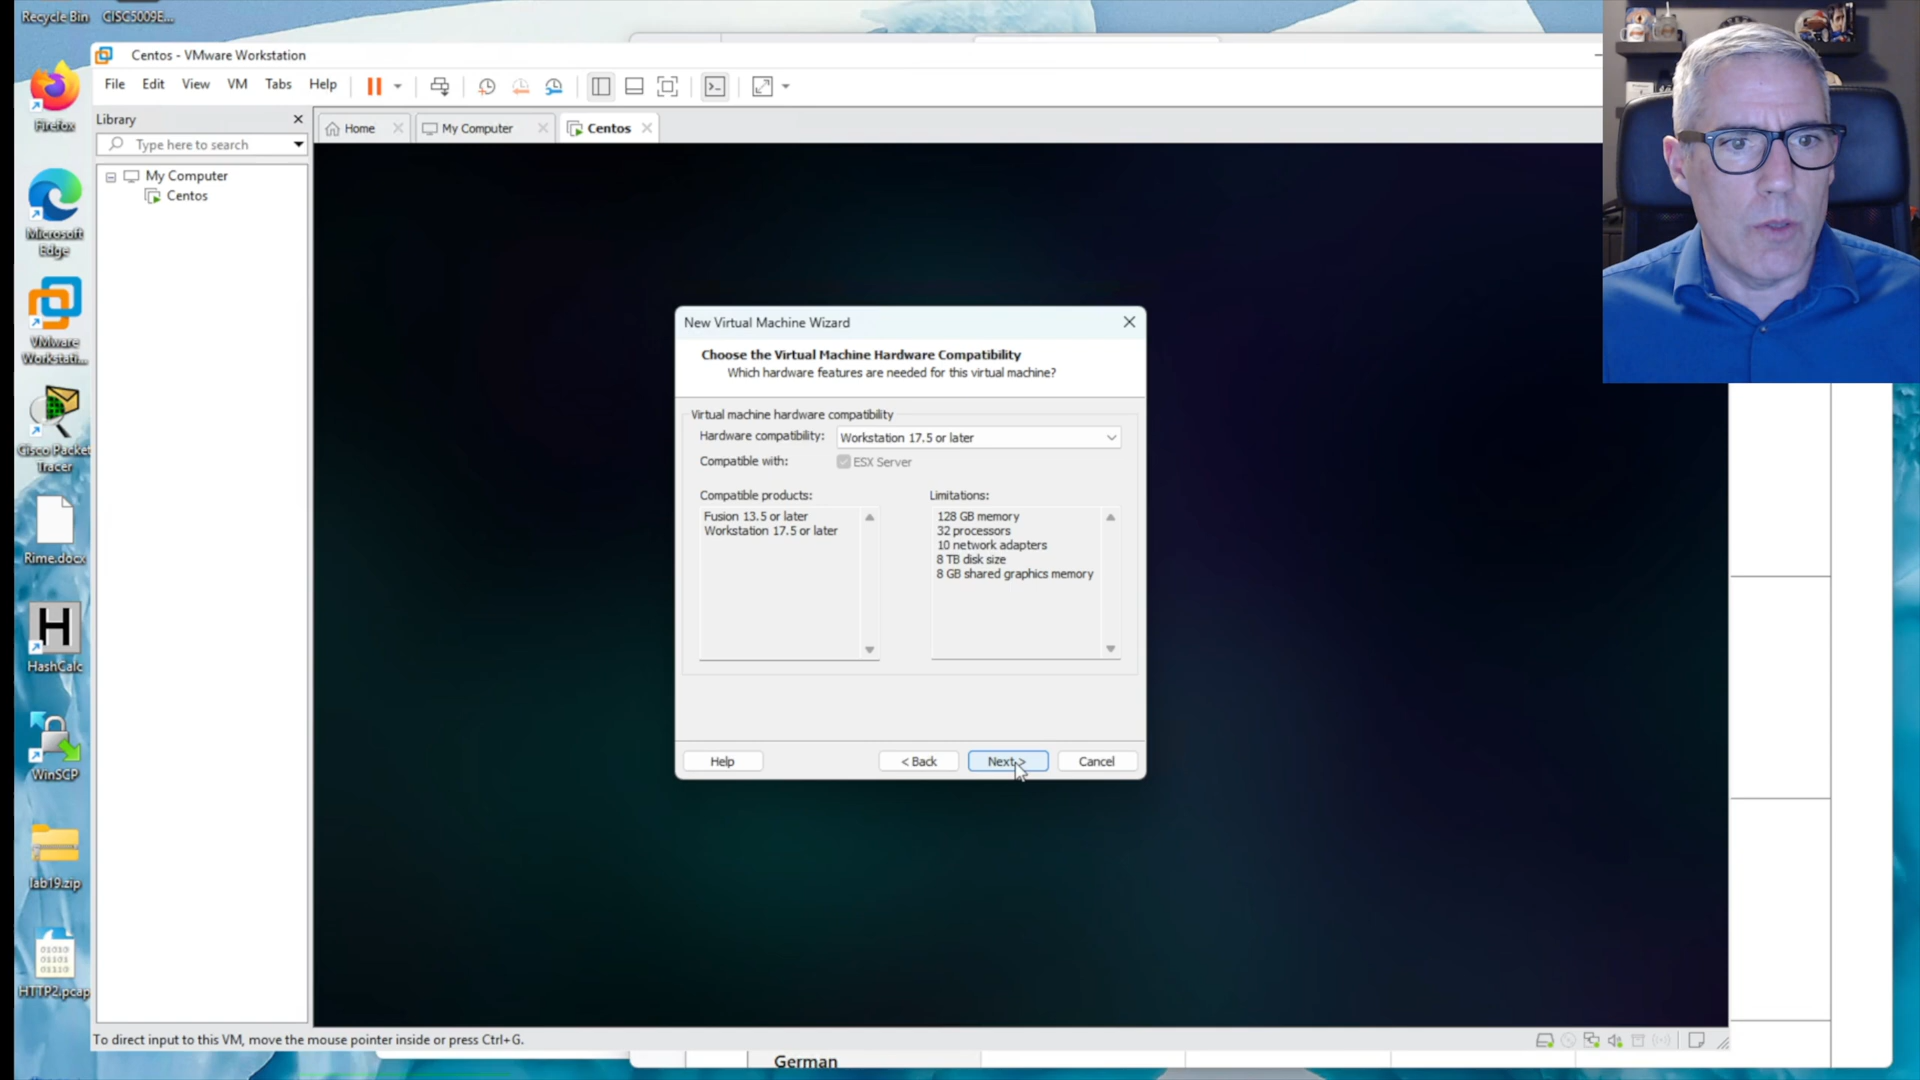 Recycle Bin
CISC5009E...
Centos - VMware Workstation
File Edit View VM Tabs Help
Library
Type here to search
My Computer
Centos
Home
My Computer
Centos
Firefox
Microsoft
Edge
VMware
Workstati...
Cisco Packet
Tracer
Rime.docx
HashCalc
WinSCP
lab19.zip
HTTP2.pcap
New Virtual Machine Wizard
Choose the Virtual Machine Hardware Compatibility
Which hardware features are needed for this virtual machine?
Virtual machine hardware compatibility
Hardware compatibility: Workstation 17.5 or later
Compatible with: ESX Server
Compatible products:
Fusion 13.5 or later
Workstation 17.5 or later
Limitations:
128 GB memory
32 processors
10 network adapters
8 TB disk size
8 GB shared graphics memory
Help < Back Next > Cancel
To direct input to this VM, move the mouse pointer inside or press Ctrl+G.
German